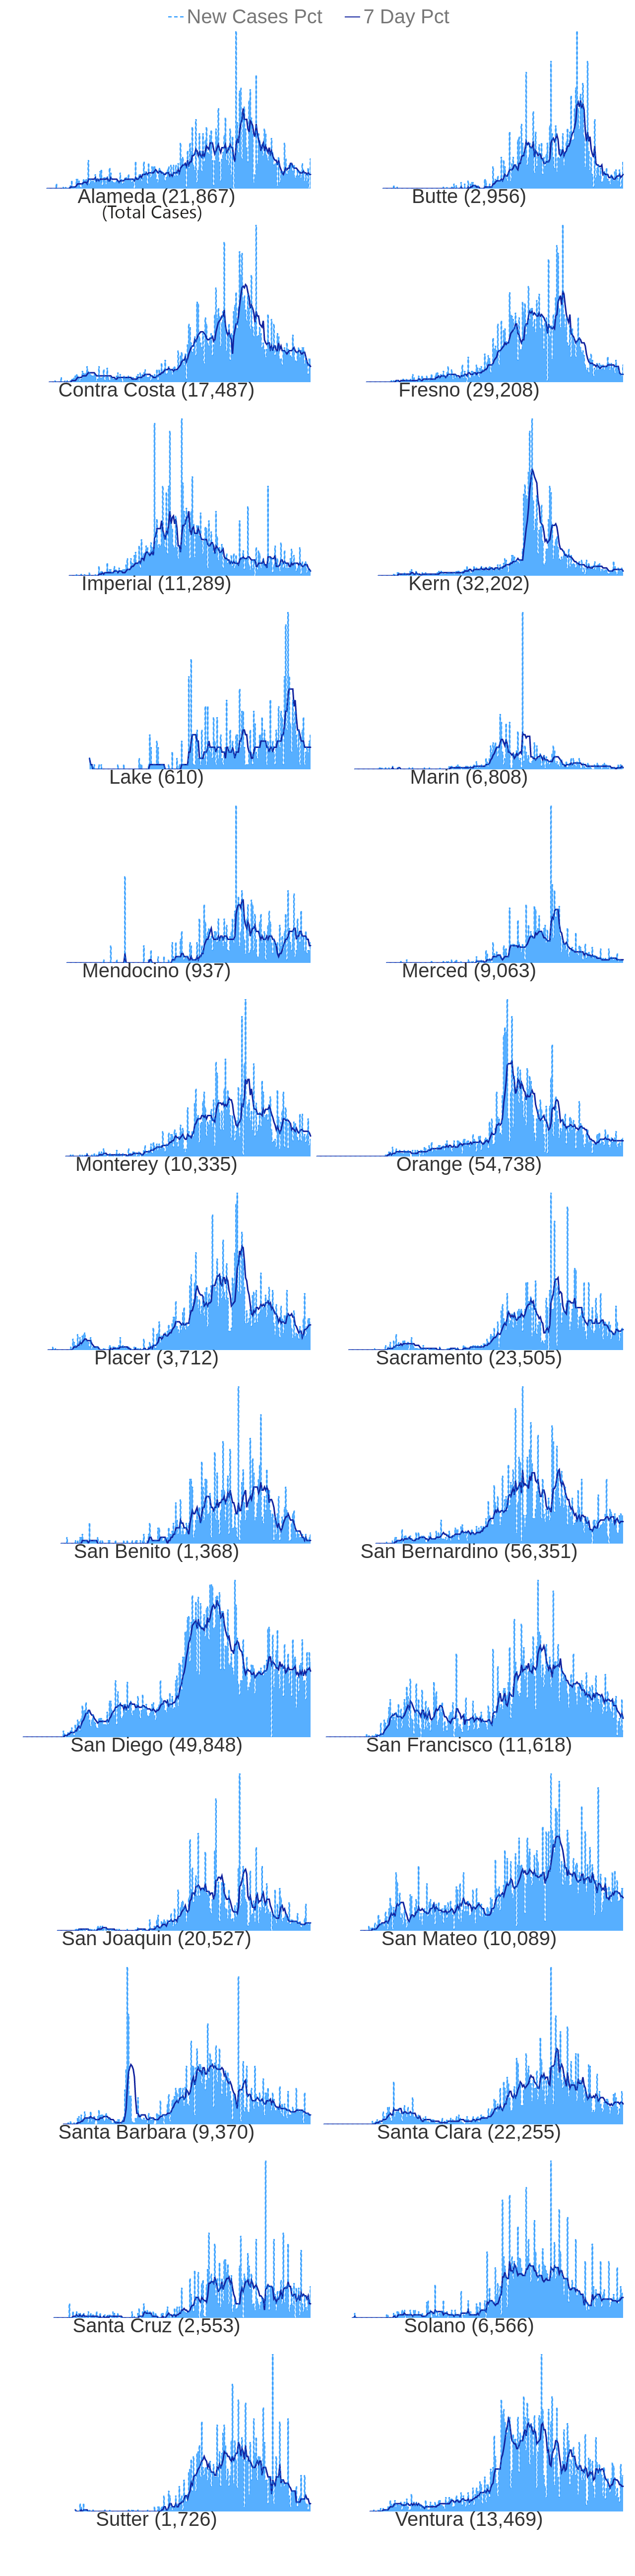 New Cases Pct 7 Day Pct
Alameda (21,867) Butte (2,956)
(Total Cases)
Contra Costa (17,487) Fresno (29,208)
Imperial (11,289) Kern (32,202)
Lake (610) Marin (6,808)
Mendocino (937) Merced (9,063)
Monterey (10,335) Orange (54,738)
Placer (3,712) Sacramento (23,505)
San Benito (1,368) San Bernardino (56,351)
San Diego (49,848) San Francisco (11,618)
San Joaquin (20,527) San Mateo (10,089)
Santa Barbara (9,370) Santa Clara (22,255)
Santa Cruz (2,553) Solano (6,566)
Sutter (1,726) Ventura (13,469)